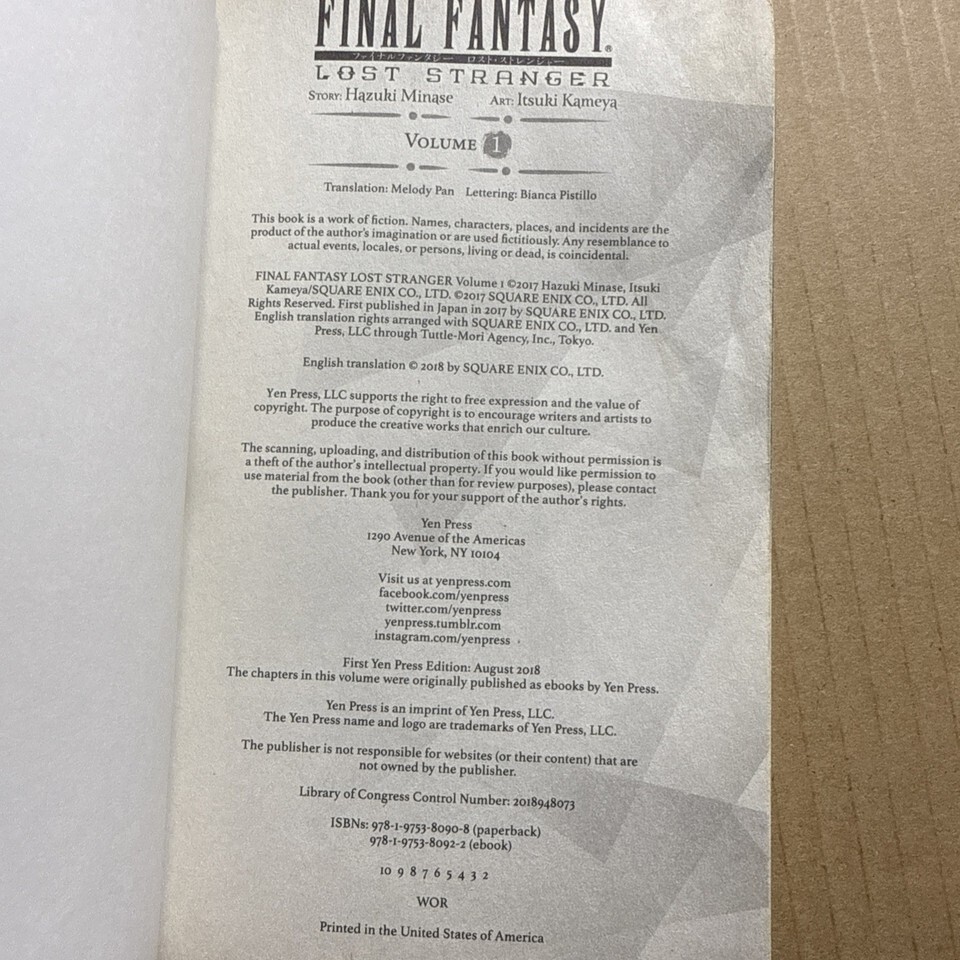 FINAL FANTASY®
ファイナルファンタジー ロスト・ストレンジャー
LOST STRANGER
STORY: HAZUKI MINASE ART: ITSUKI KAMEYA
VOLUME 1
Translation: Melody Pan Lettering: Bianca Pistillo
This book is a work of fiction. Names, characters, places, and incidents are the
product of the author's imagination or are used fictitiously. Any resemblance to
actual events, locales, or persons, living or dead, is coincidental.
FINAL FANTASY LOST STRANGER Volume 1 ©2017 Hazuki Minase, Itsuki
Kameya/SQUARE ENIX CO., LTD. ©2017 SQUARE ENIX CO., LTD. All
Rights Reserved. First published in Japan in 2017 by SQUARE ENIX CO., LTD.
English translation rights arranged with SQUARE ENIX CO., LTD. and Yen
Press, LLC through Tuttle-Mori Agency, Inc., Tokyo.
English translation © 2018 by SQUARE ENIX CO., LTD.
Yen Press, LLC supports the right to free expression and the value of
copyright. The purpose of copyright is to encourage writers and artists to
produce the creative works that enrich our culture.
The scanning, uploading, and distribution of this book without permission is
a theft of the author's intellectual property. If you would like permission to
use material from the book (other than for review purposes), please contact
the publisher. Thank you for your support of the author's rights.
Yen Press
1290 Avenue of the Americas
New York, NY 10104
Visit us at yenpress.com
facebook.com/yenpress
twitter.com/yenpress
yenpress.tumblr.com
instagram.com/yenpress
First Yen Press Edition: August 2018
The chapters in this volume were originally published as ebooks by Yen Press.
Yen Press is an imprint of Yen Press, LLC.
The Yen Press name and logo are trademarks of Yen Press, LLC.
The publisher is not responsible for websites (or their content) that are
not owned by the publisher.
Library of Congress Control Number: 2018948073
ISBNs: 978-1-9753-8090-8 (paperback)
978-1-9753-8092-2 (ebook)
10 9 8 7 6 5 4 3 2
WOR
Printed in the United States of America